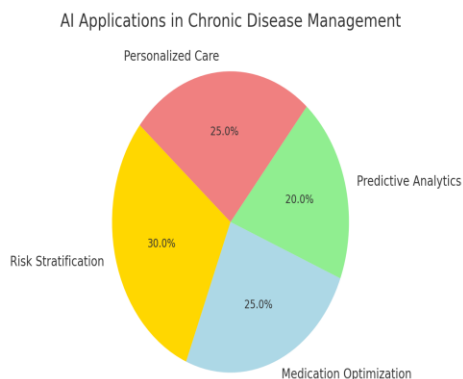 AI Applications in Chronic Disease Management
Personalized Care
25.0%
Predictive Analytics
20.0%
30.0%
Risk Stratification
25.0%
Medication Optimization